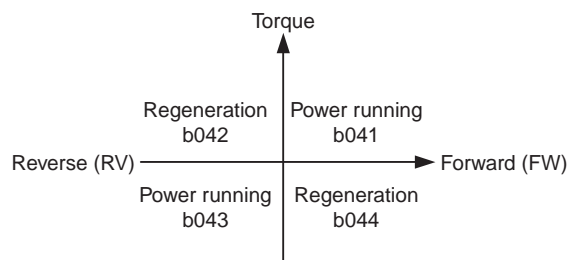 Torque
Regeneration
b042
Power running
b041
Reverse (RV)
Forward (FW)
Power running
b043
Regeneration
b044